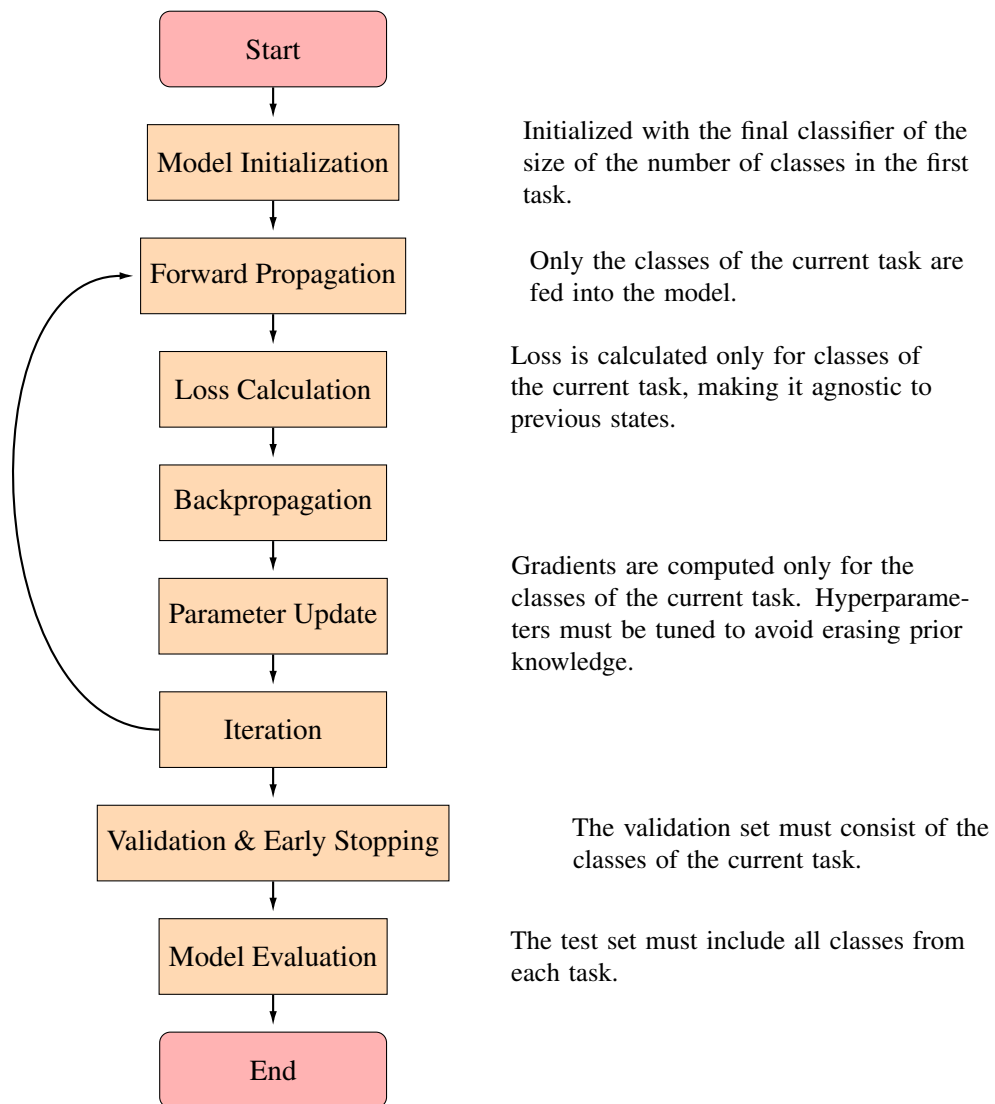 Start
Model Initialization
Initialized with the final classifier of the
size of the number of classes in the first
task.
Forward Propagation
Only the classes of the current task are
fed into the model.
Loss Calculation
Loss is calculated only for classes of
the current task, making it agnostic to
previous states.
Backpropagation
Parameter Update
Gradients are computed only for the
classes of the current task. Hyperparame-
ters must be tuned to avoid erasing prior
knowledge.
Iteration
Validation & Early Stopping
The validation set must consist of the
classes of the current task.
Model Evaluation
The test set must include all classes from
each task.
End